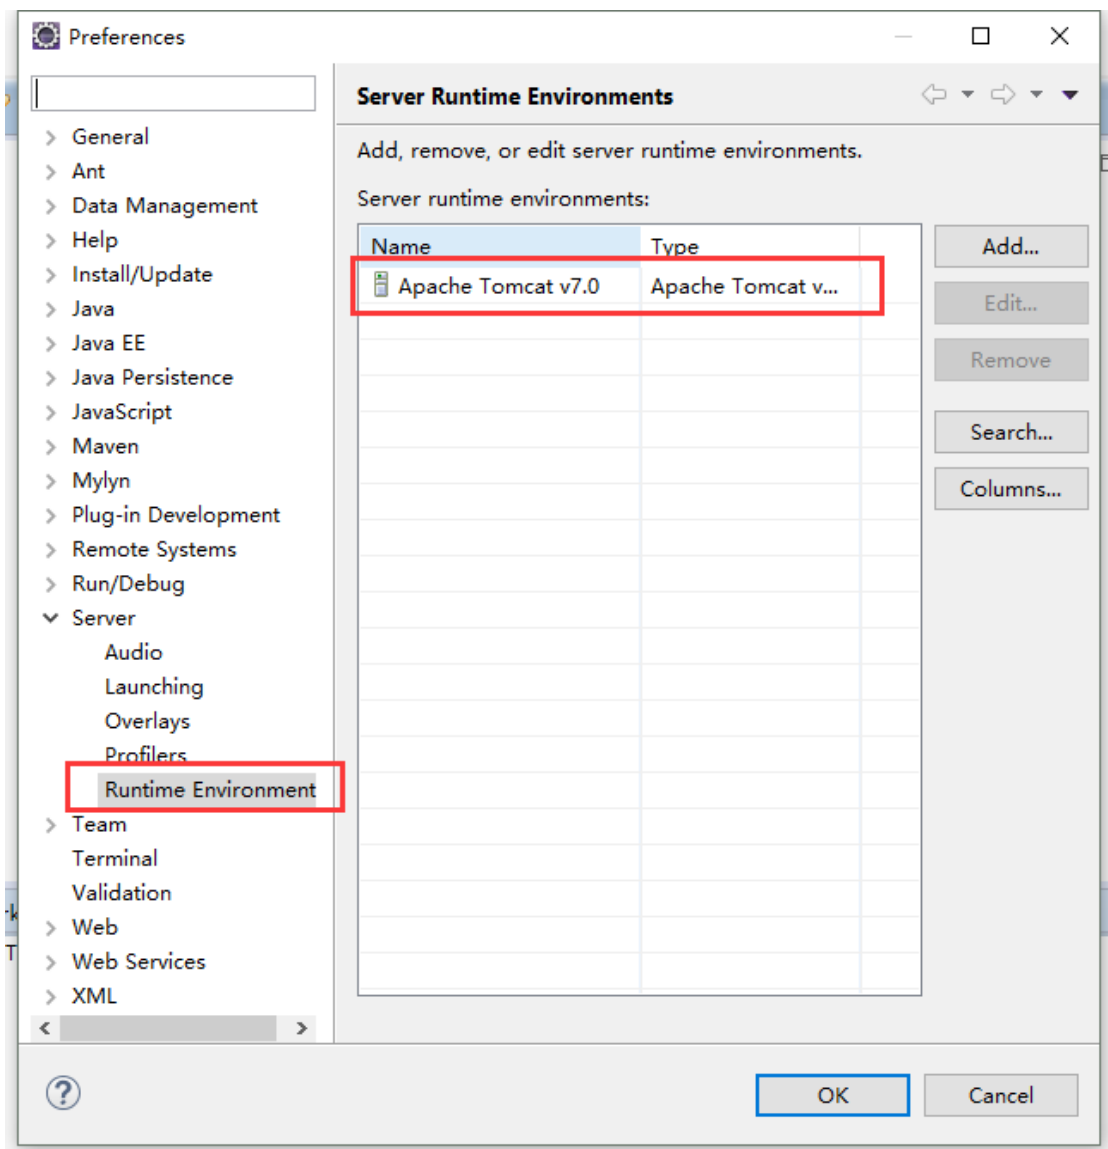 Preferences
Server Runtime Environments
General
Ant
Data Management
Help
Install/Update
Java
Java EE
Java Persistence
JavaScript
Maven
Mylyn
Plug-in Development
Remote Systems
Run/Debug
Server
Audio
Launching
Overlays
Profilers
Runtime Environment
Team
Terminal
Validation
Web
Web Services
XML
Add, remove, or edit server runtime environments.
Server runtime environments:
Name Type
Apache Tomcat v7.0 Apache Tomcat v...
Add...
Edit...
Remove
Search...
Columns...
OK Cancel